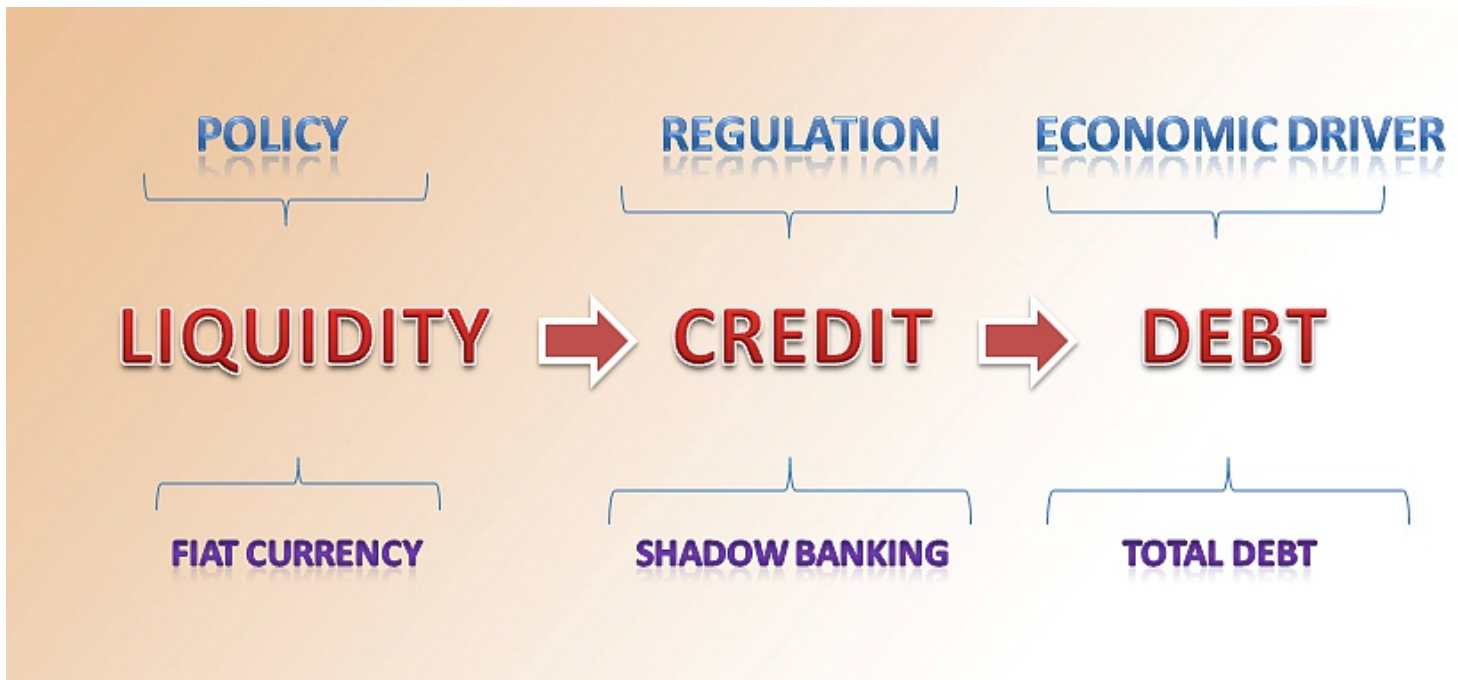 POLICY
REGULATION
ECONOMIC DRIVER
LIQUIDITY
CREDIT
DEBT
FIAT CURRENCY
SHADOW BANKING
TOTAL DEBT